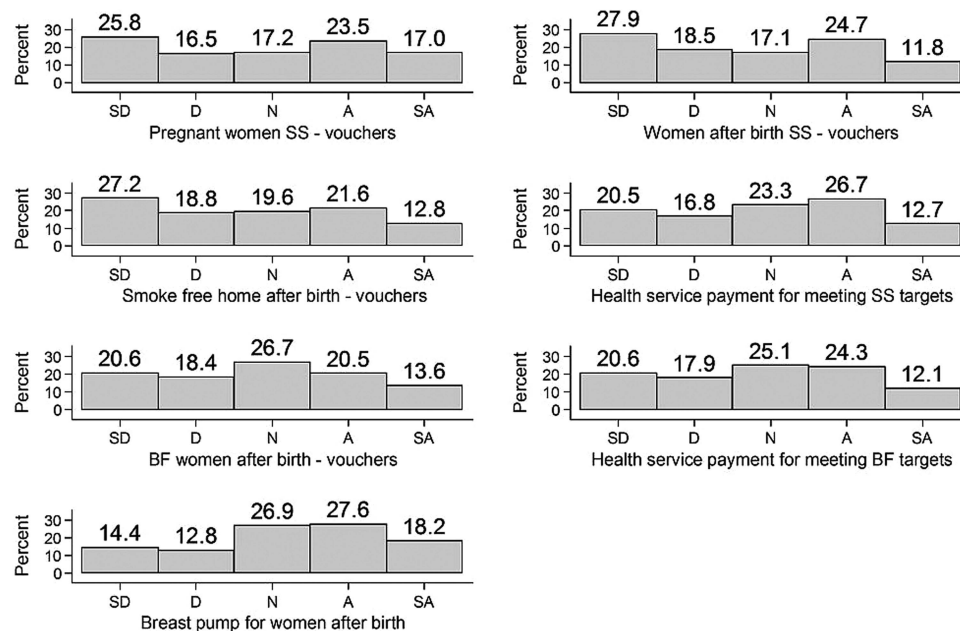 Percent
30
20
10
0
25.8 16.5 17.2 23.5 17.0
SD D N A SA
Pregnant women SS - vouchers
Percent
30
20
10
0
27.9 18.5 17.1 24.7 11.8
SD D N A SA
Women after birth SS - vouchers
Percent
30
20
10
0
27.2 18.8 19.6 21.6 12.8
SD D N A SA
Smoke free home after birth - vouchers
Percent
30
20
10
0
20.5 16.8 23.3 26.7 12.7
SD D N A SA
Health service payment for meeting SS targets
Percent
30
20
10
0
20.6 18.4 26.7 20.5 13.6
SD D N A SA
BF women after birth - vouchers
Percent
30
20
10
0
20.6 17.9 25.1 24.3 12.1
SD D N A SA
Health service payment for meeting BF targets
Percent
30
20
10
0
14.4 12.8 26.9 27.6 18.2
SD D N A SA
Breast pump for women after birth